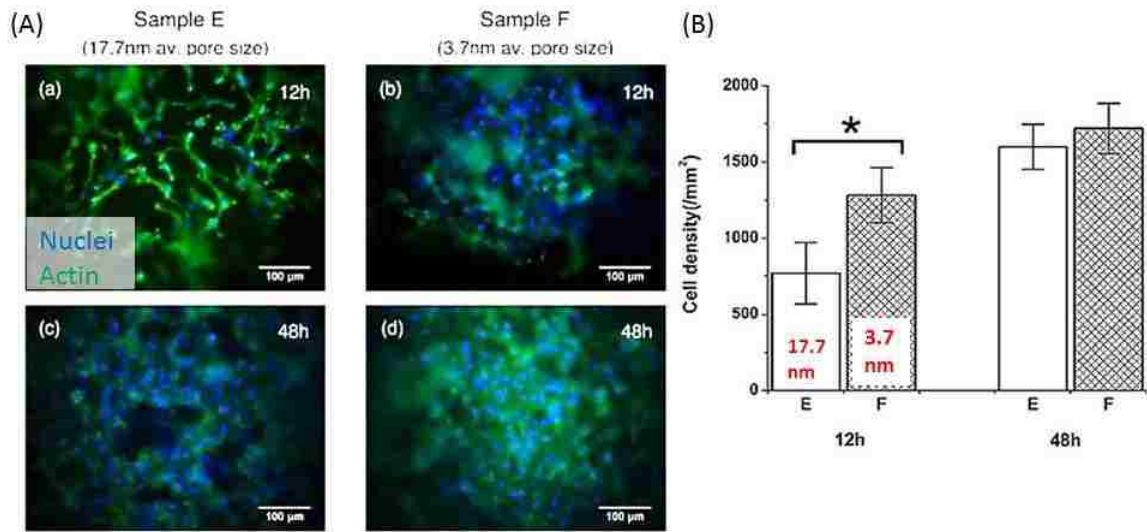 (A)
Sample E
(17.7nm av. pore size)
Sample F
(3.7nm av. pore size)
(a)
12h
Nuclei
Actin
100 µm
(b)
12h
100 µm
(c)
48h
100 µm
(d)
48h
100 µm
(B)
Cell density(/mm²)
2000
1500
1000
500
0
*
17.7
nm
3.7
nm
E
F
E
F
12h
48h